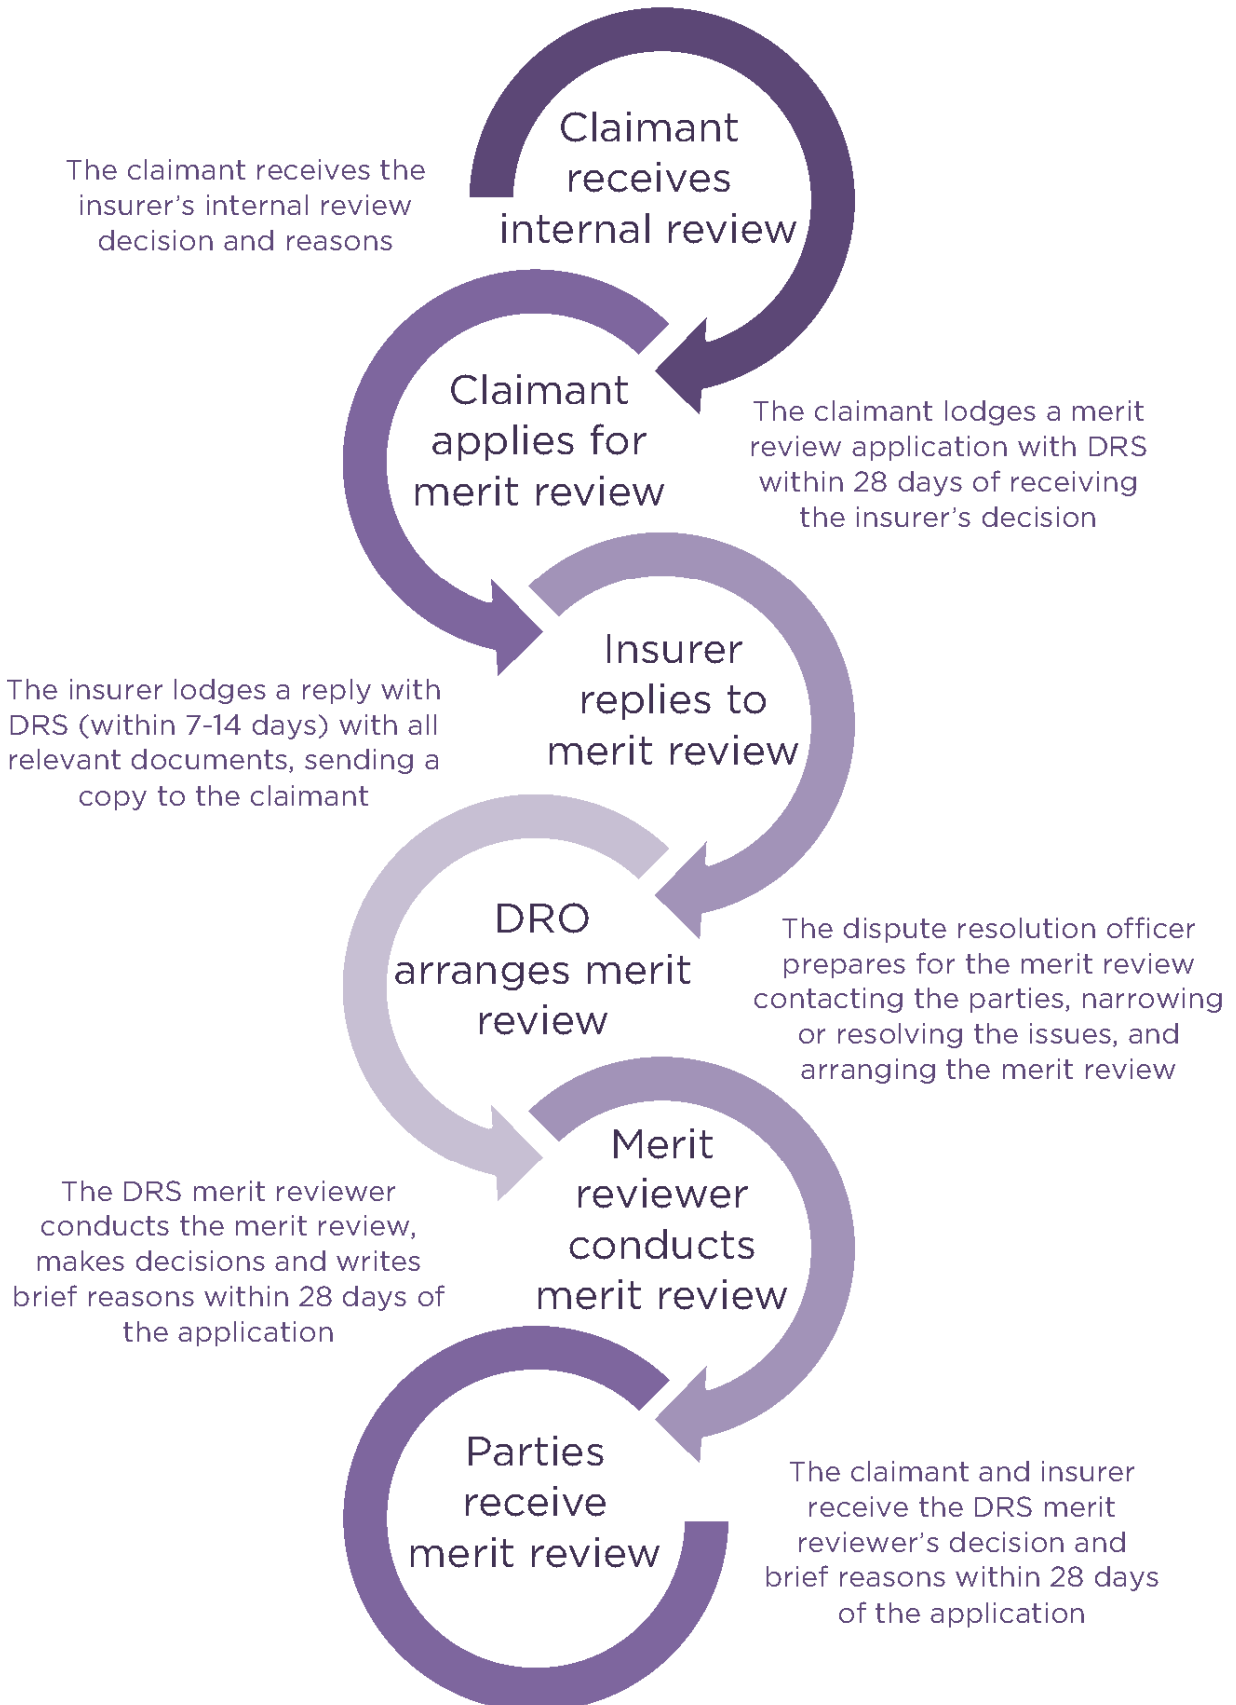 Claimant
receives
internal review
The claimant receives the
insurer's internal review
decision and reasons
Claimant
applies for
merit review
The claimant lodges a merit
review application with DRS
within 28 days of receiving
the insurer's decision
Insurer
replies to
merit review
The insurer lodges a reply with
DRS (within 7-14 days) with all
relevant documents, sending a
copy to the claimant
DRO
arranges merit
review
The dispute resolution officer
prepares for the merit review
contacting the parties, narrowing
or resolving the issues, and
arranging the merit review
Merit
reviewer
conducts
merit review
The DRS merit reviewer
conducts the merit review,
makes decisions and writes
brief reasons within 28 days of
the application
Parties
receive
merit review
The claimant and insurer
receive the DRS merit
reviewer's decision and
brief reasons within 28 days
of the application